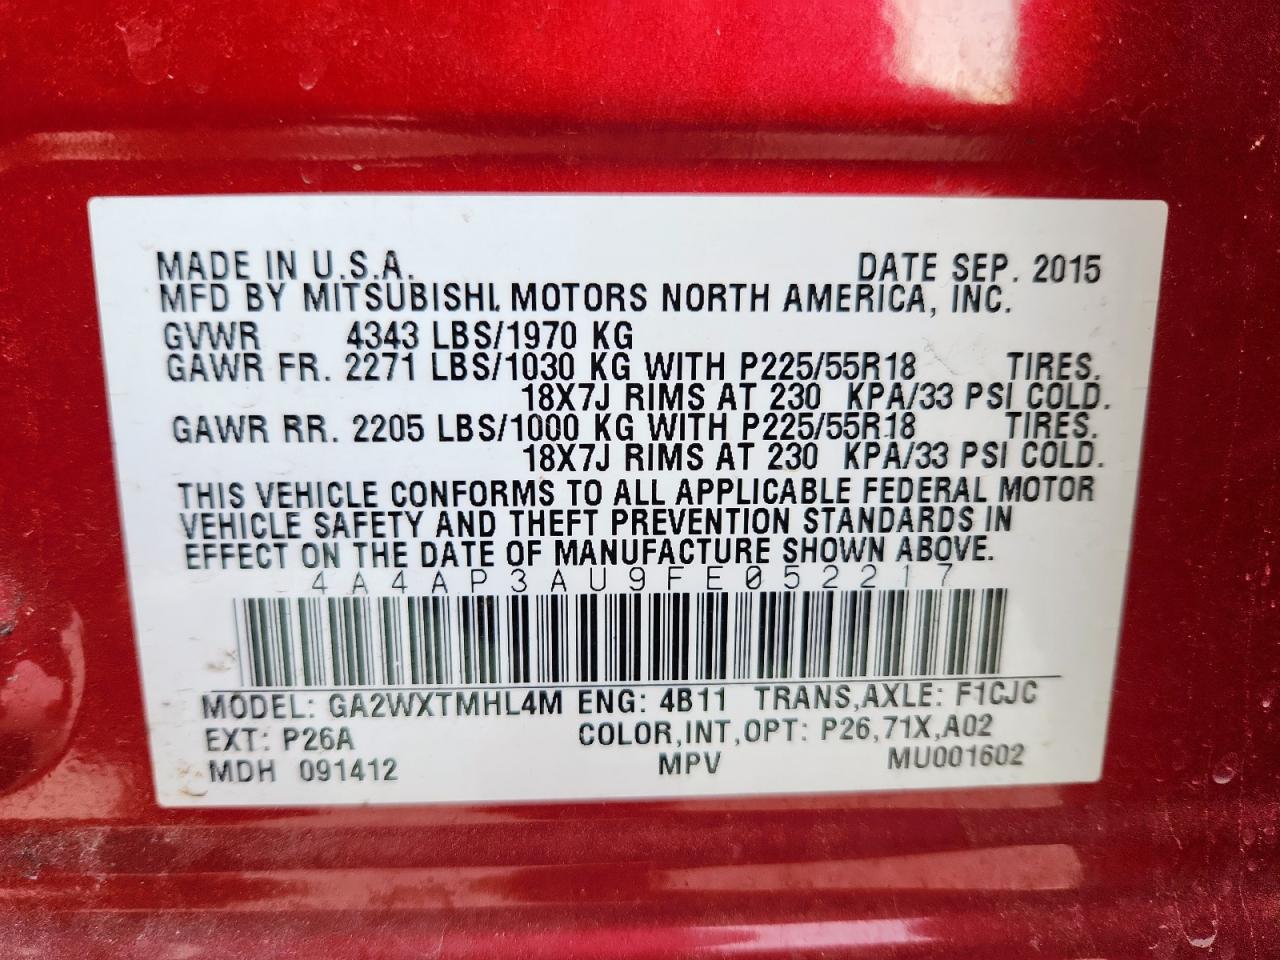 MADE IN U.S.A. DATE SEP. 2015
MFD BY MITSUBISHI MOTORS NORTH AMERICA, INC.
GVWR 4343 LBS/1970 KG
GAWR FR. 2271 LBS/1030 KG WITH P225/55R18 TIRES.
18X7J RIMS AT 230 KPA/33 PSI COLD.
GAWR RR. 2205 LBS/1000 KG WITH P225/55R18 TIRES.
18X7J RIMS AT 230 KPA/33 PSI COLD.
THIS VEHICLE CONFORMS TO ALL APPLICABLE FEDERAL MOTOR
VEHICLE SAFETY AND THEFT PREVENTION STANDARDS IN
EFFECT ON THE DATE OF MANUFACTURE SHOWN ABOVE.
4A4AP3AU9FE052217
MODEL: GA2WXTMHL4M ENG: 4B11 TRANS,AXLE: F1CJC
EXT: P26A COLOR,INT,OPT: P26,71X,A02
MDH 091412 MPV MU001602